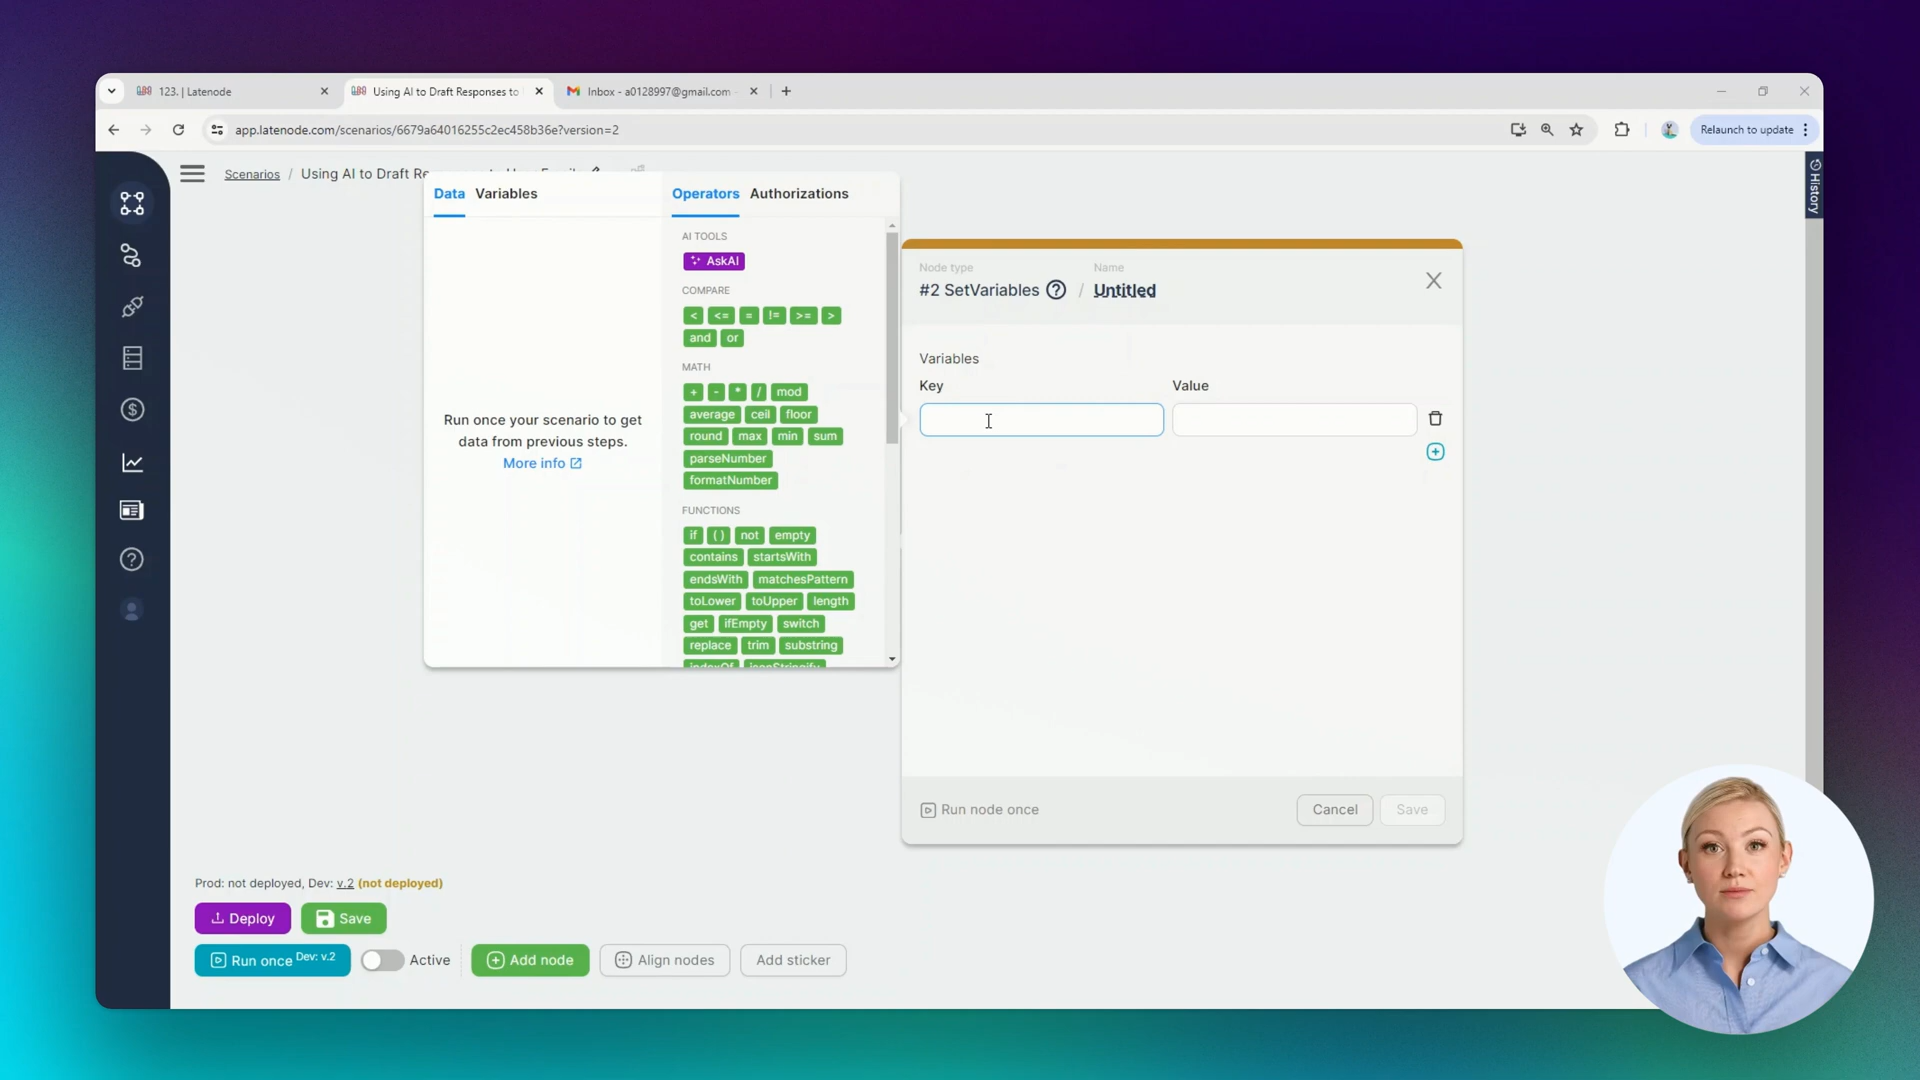 123. | Latenode
Using AI to Draft Responses to
Inbox - a0128997@gmail.com -
app.latenode.com/scenarios/6679a64016255c2ec458b36e?version=2
Relaunch to update
Scenarios / Using AI to Draft Re
History
Data Variables
Operators Authorizations
Run once your scenario to get
data from previous steps.
More info
AI TOOLS
AskAI
COMPARE
< <= = != >= >
and or
MATH
+ - * / mod
average ceil floor
round max min sum
parseNumber
formatNumber
FUNCTIONS
if ( ) not empty
contains startsWith
endsWith matchesPattern
toLower toUpper length
get ifEmpty switch
replace trim substring
indexOf jsonStringify
Node type
#2 SetVariables ? /
Name
Untitled
Variables
Key Value
Run node once
Cancel Save
Prod: not deployed, Dev: v.2 (not deployed)
Deploy Save
Run once Dev: v.2 Active Add node Align nodes Add sticker